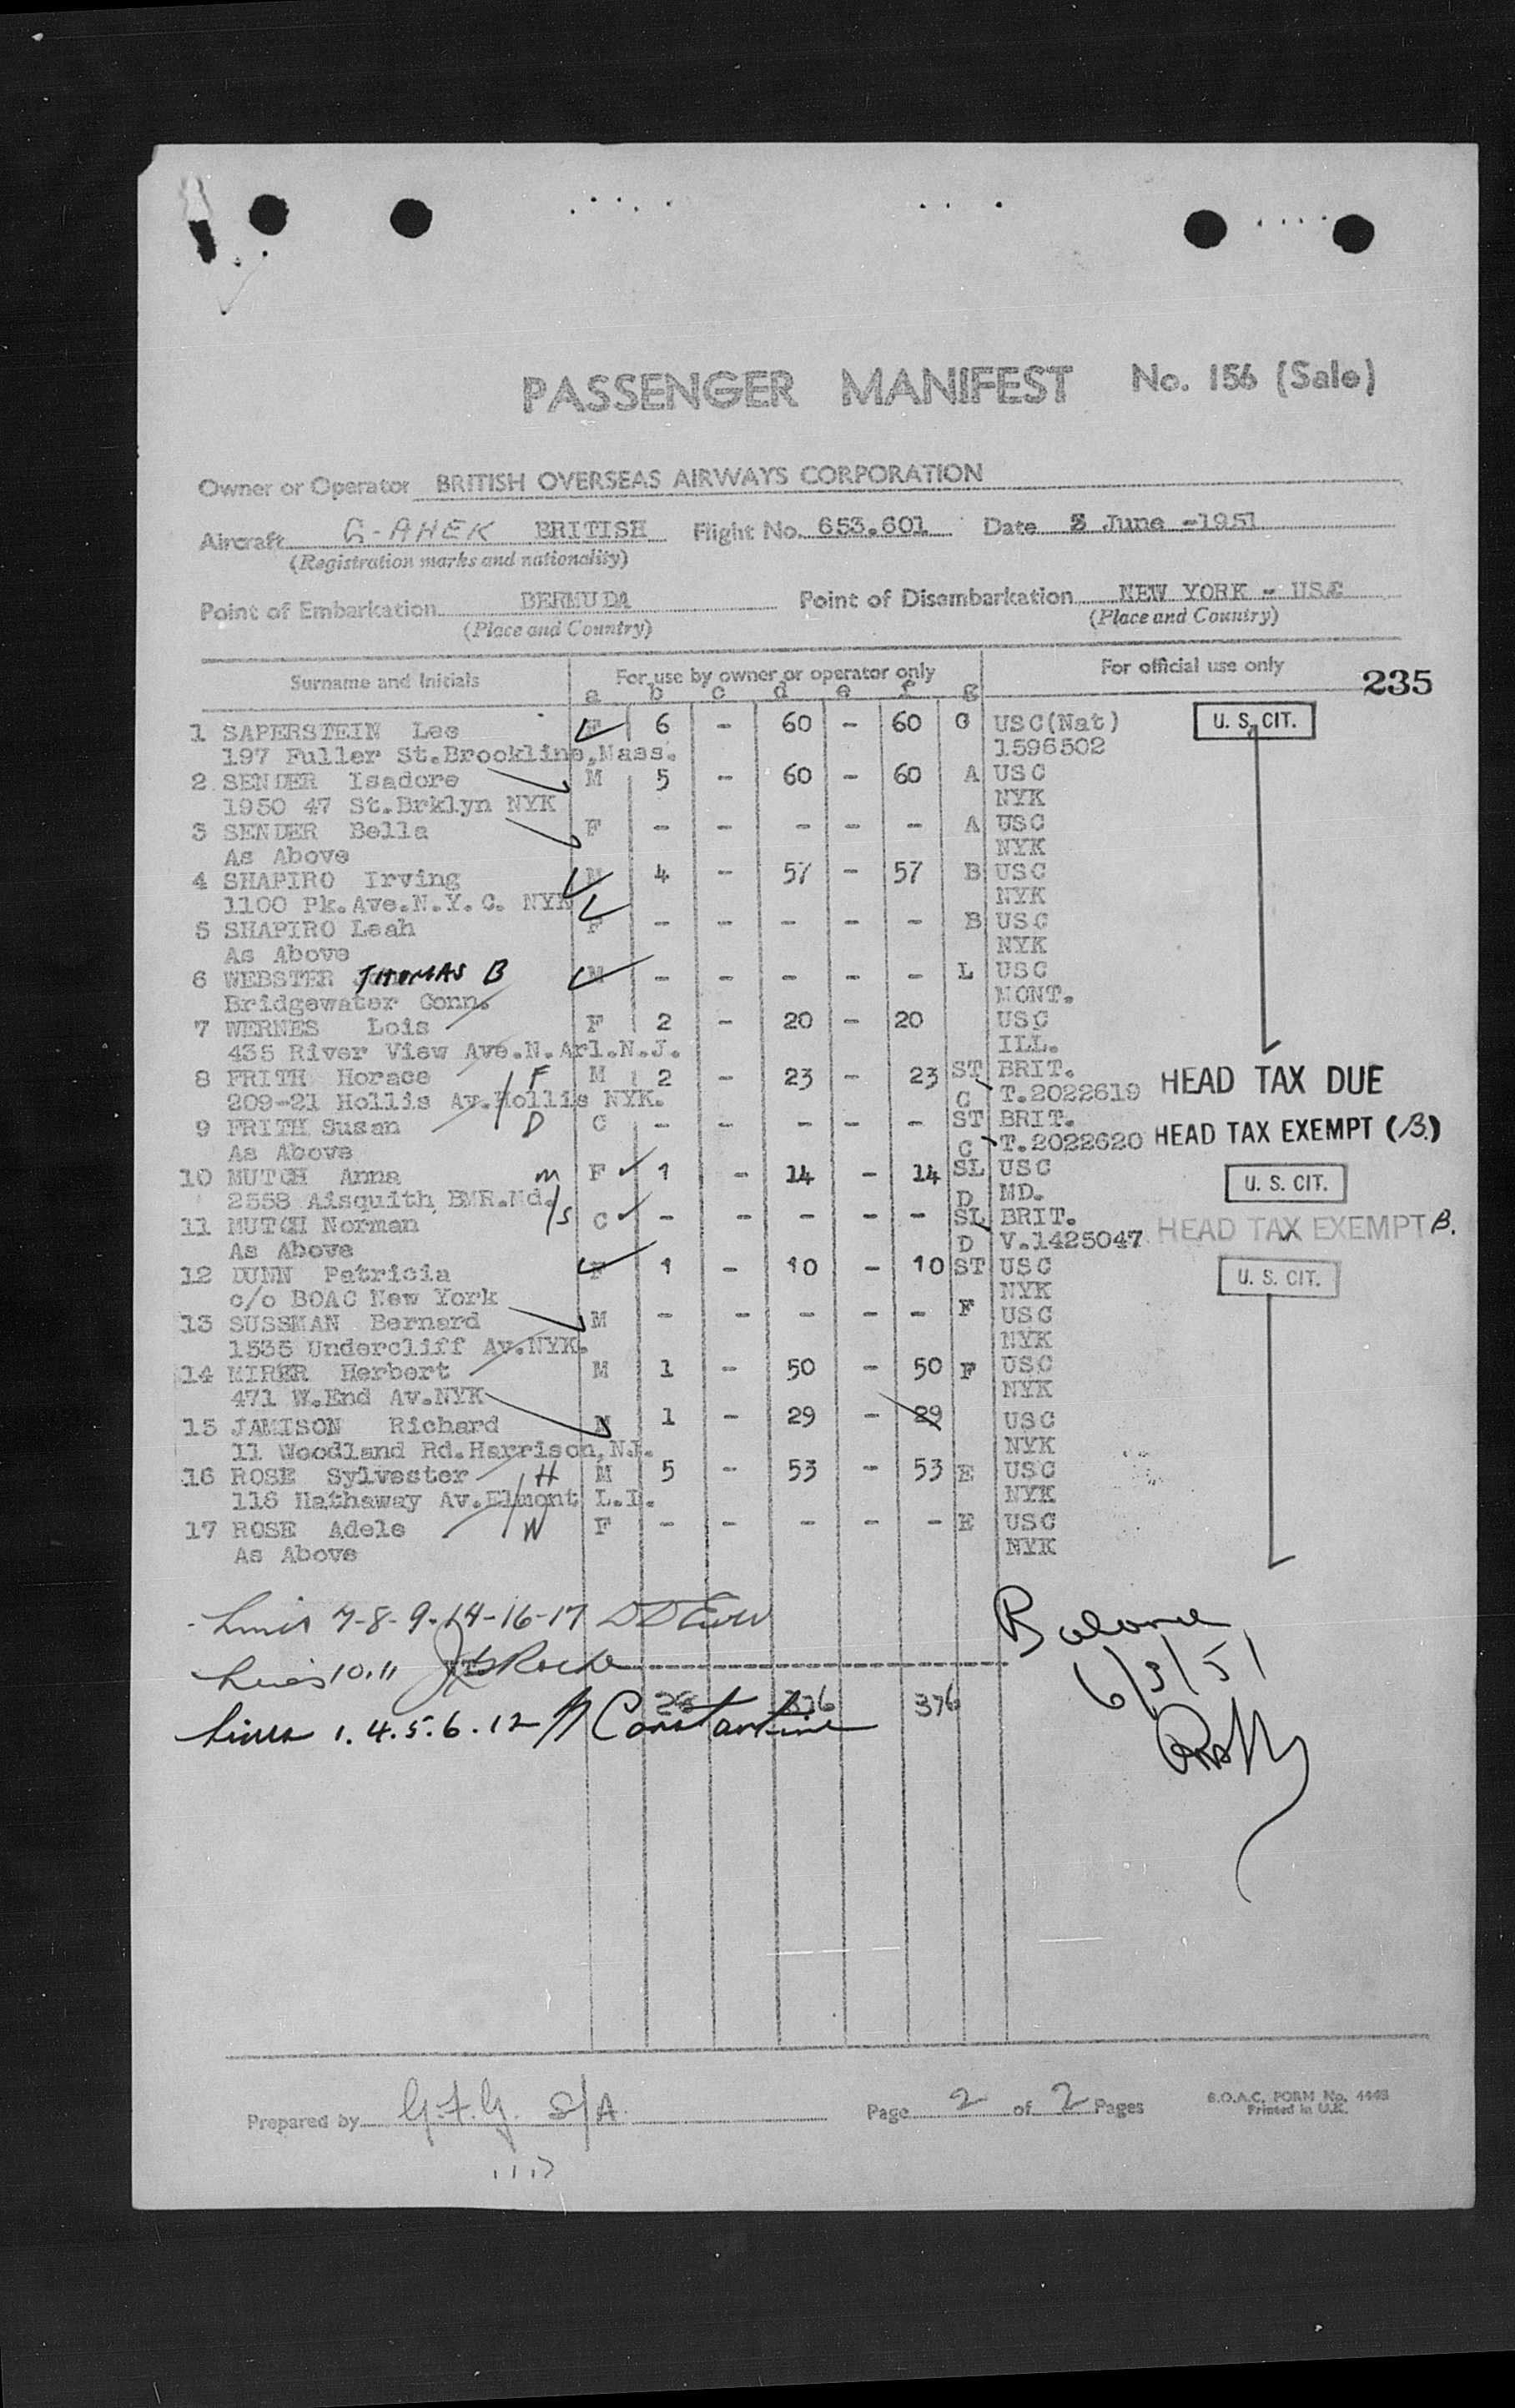 PASSENGER MANIFEST No. 156 (Sale)
Owner or Operator BRITISH OVERSEAS AIRWAYS CORPORATION
Aircraft G-AHEK BRITISH Flight No. 653.601 Date 3 June -1951
(Registration marks and nationality)
Point of Embarkation BERMUDA Point of Disembarkation NEW YORK - USA
(Place and Country) (Place and Country)
Surname and Initials For use by owner or operator only For official use only 235
a b c d e f g
1 SAPERSTEIN Lee F 6 - 60 - 60 G USC(Nat) U. S. CIT.
197 Fuller St.Brookline,Mass. 1596502
2 SENDER Isadore M 5 - 60 - 60 A USC
1950 47 St.Brklyn NYK NYK
3 SENDER Bella F - - - - - A USC
As Above NYK
4 SHAPIRO Irving M 4 - 57 - 57 B USC
1100 Pk.Ave.N.Y.C. NYK NYK
5 SHAPIRO Leah F - - - - - B USC
As Above NYK
6 WEBSTER THOMAS B M - - - - - L USC
Bridgewater Conn. MONT.
7 WERNES Lois F 2 - 20 - 20 USC
435 River View Ave.N.Arl.N.J. ILL.
8 FRITH Horace / F M 2 - 23 - 23 ST BRIT. HEAD TAX DUE
209-21 Hollis Av.Hollis NYK. C T.2022619
9 FRITH Susan / D C - - - - - ST BRIT. HEAD TAX EXEMPT (B.)
As Above C T.2022620
10 MUTCH Anna m F 1 - 14 - 14 SL USC U. S. CIT.
2558 Aisquith, BMR.Md. D MD.
11 MUTCH Norman /s C - - - - - SL BRIT. HEAD TAX EXEMPT B.
As Above D V.1425047
12 DUNN Patricia F 1 - 10 - 10 ST USC U. S. CIT.
c/o BOAC New York NYK
13 SUSSMAN Bernard M - - - - - F USC
1535 Undercliff Av.NYK. NYK
14 MIRER Herbert M 1 - 50 - 50 F USC
471 W.End Av.NYK NYK
15 JAMISON Richard M 1 - 29 - 29 USC
11 Woodland Rd.Harrison,NJ. NYK
16 ROSE Sylvester / H M 5 - 53 - 53 E USC
116 Hathaway Av.Elmont L.I. NYK
17 ROSE Adele / W F - - - - - E USC
As Above NYK
Lines 7-8-9-14-16-17
Lines 10.11
Balance
6/3/51
28 376 376
Lines 1.4.5.6.12 Constantine
Prepared by G.F.G. S/A Page 2 of 2 Pages
B.O.A.C. FORM No. 4443
Printed in U.K.